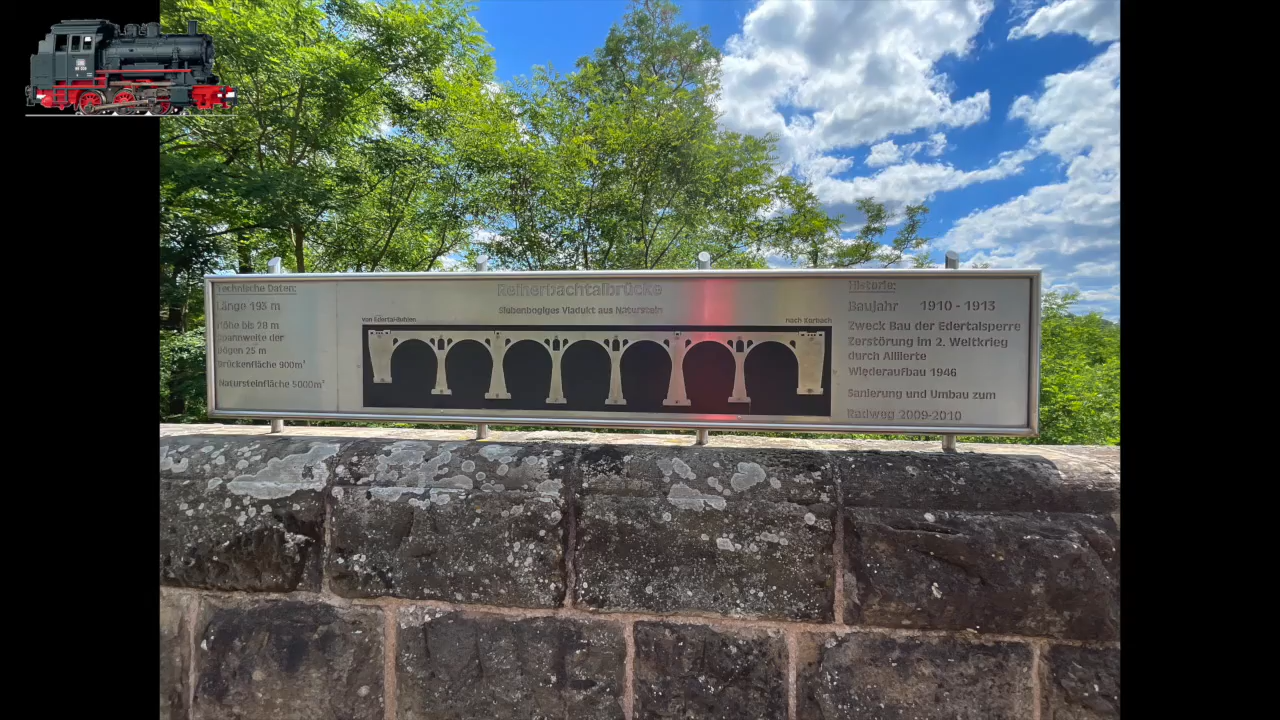 Technische Daten:
Länge 193 m
Höhe bis 28 m
Spannweite der
Bögen 25 m
Brückenfläche 900m²
Natursteinfläche 5000m²
Reiherbachtalbrücke
Siebenbogiges Viadukt aus Naturstein
von Edertal-Buhlen
nach Korbach
Historie:
Baujahr 1910 - 1913
Zweck Bau der Edertalsperre
Zerstörung im 2. Weltkrieg
durch Alliierte
Wiederaufbau 1946
Sanierung und Umbau zum
Radweg 2009-2010